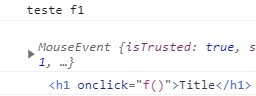 teste f1
MouseEvent {isTrusted: true, s
1, …}
<h1 onclick="f()">Title</h1>